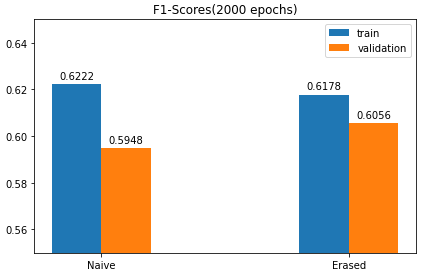 F1-Scores(2000 epochs)
train
validation
0.64
0.62
0.60
0.58
0.56
0.6222
0.5948
0.6178
0.6056
Naive
Erased